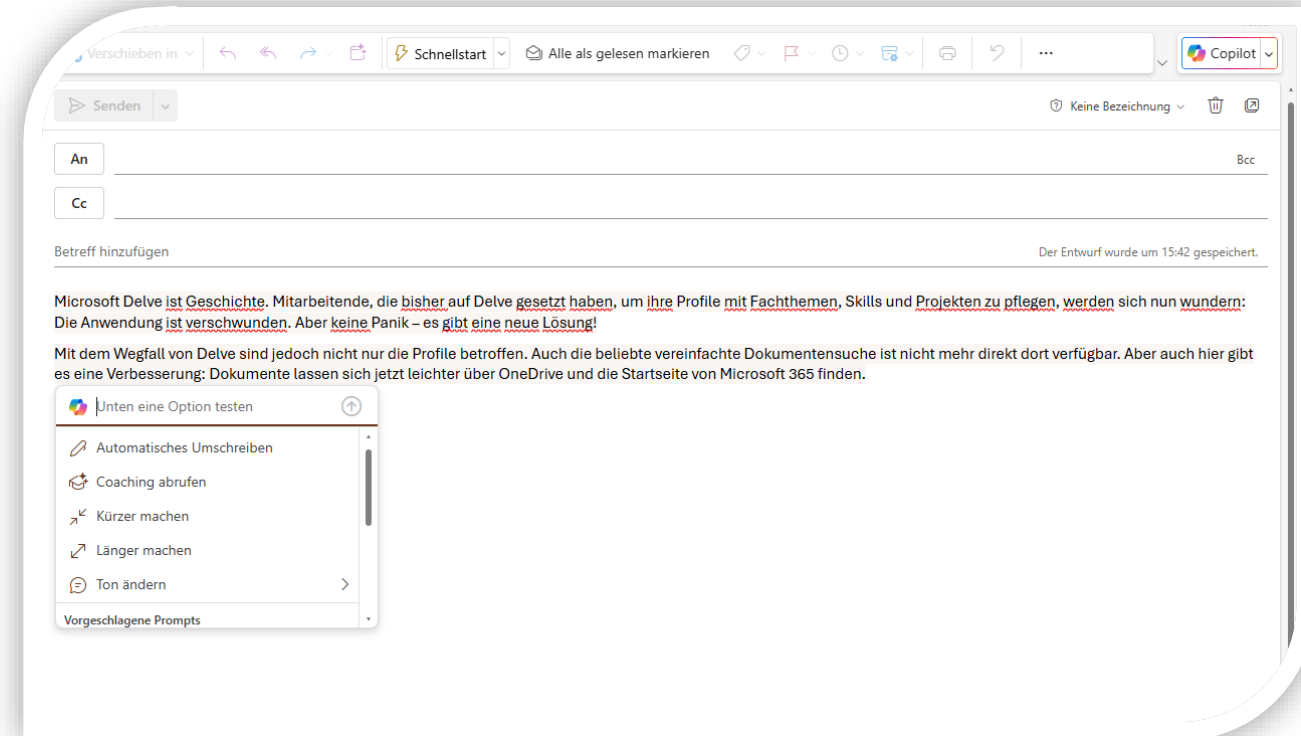 Verschieben in
Schnellstart
Alle als gelesen markieren
Copilot
Senden
Keine Bezeichnung
An
Bcc
Cc
Betreff hinzufügen
Der Entwurf wurde um 15:42 gespeichert.
Microsoft Delve ist Geschichte. Mitarbeitende, die bisher auf Delve gesetzt haben, um ihre Profile mit Fachthemen, Skills und Projekten zu pflegen, werden sich nun wundern:
Die Anwendung ist verschwunden. Aber keine Panik – es gibt eine neue Lösung!
Mit dem Wegfall von Delve sind jedoch nicht nur die Profile betroffen. Auch die beliebte vereinfachte Dokumentensuche ist nicht mehr direkt dort verfügbar. Aber auch hier gibt
es eine Verbesserung: Dokumente lassen sich jetzt leichter über OneDrive und die Startseite von Microsoft 365 finden.
Unten eine Option testen
Automatisches Umschreiben
Coaching abrufen
Kürzer machen
Länger machen
Ton ändern
Vorgeschlagene Prompts